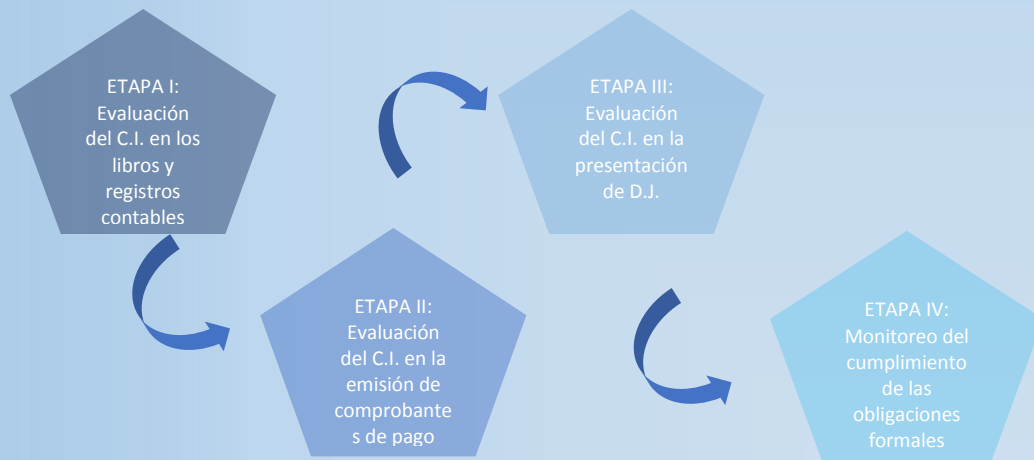 ETAPA I:
Evaluación
del C.I. en los
libros y
registros
contables
ETAPA II:
Evaluación
del C.I. en la
emisión de
comprobante
s de pago
ETAPA III:
Evaluación
del C.I. en la
presentación
de D.J.
ETAPA IV:
Monitoreo del
cumplimiento
de las
obligaciones
formales